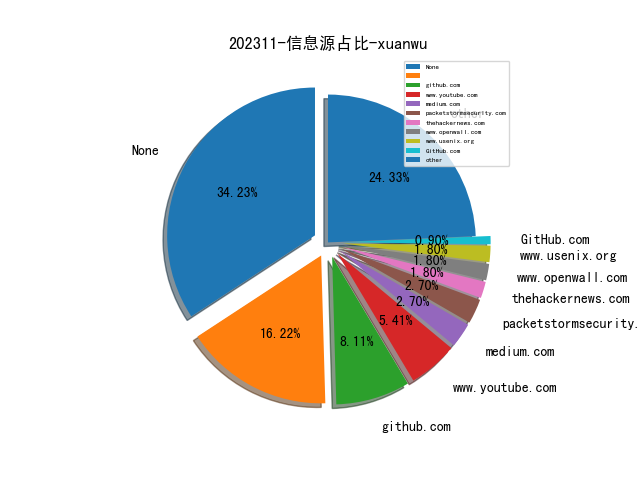 202311-信息源占比-xuanwu
None
github.com
www.youtube.com
medium.com
packetstormsecurity.com
thehackernews.com
www.openwall.com
www.usenix.org
GitHub.com
other
other
None
34.23%
24.33%
0.90%
1.80%
1.80%
1.80%
2.70%
2.70%
5.41%
8.11%
16.22%
GitHub.com
www.usenix.org
www.openwall.com
thehackernews.com
packetstormsecurity.
medium.com
www.youtube.com
github.com